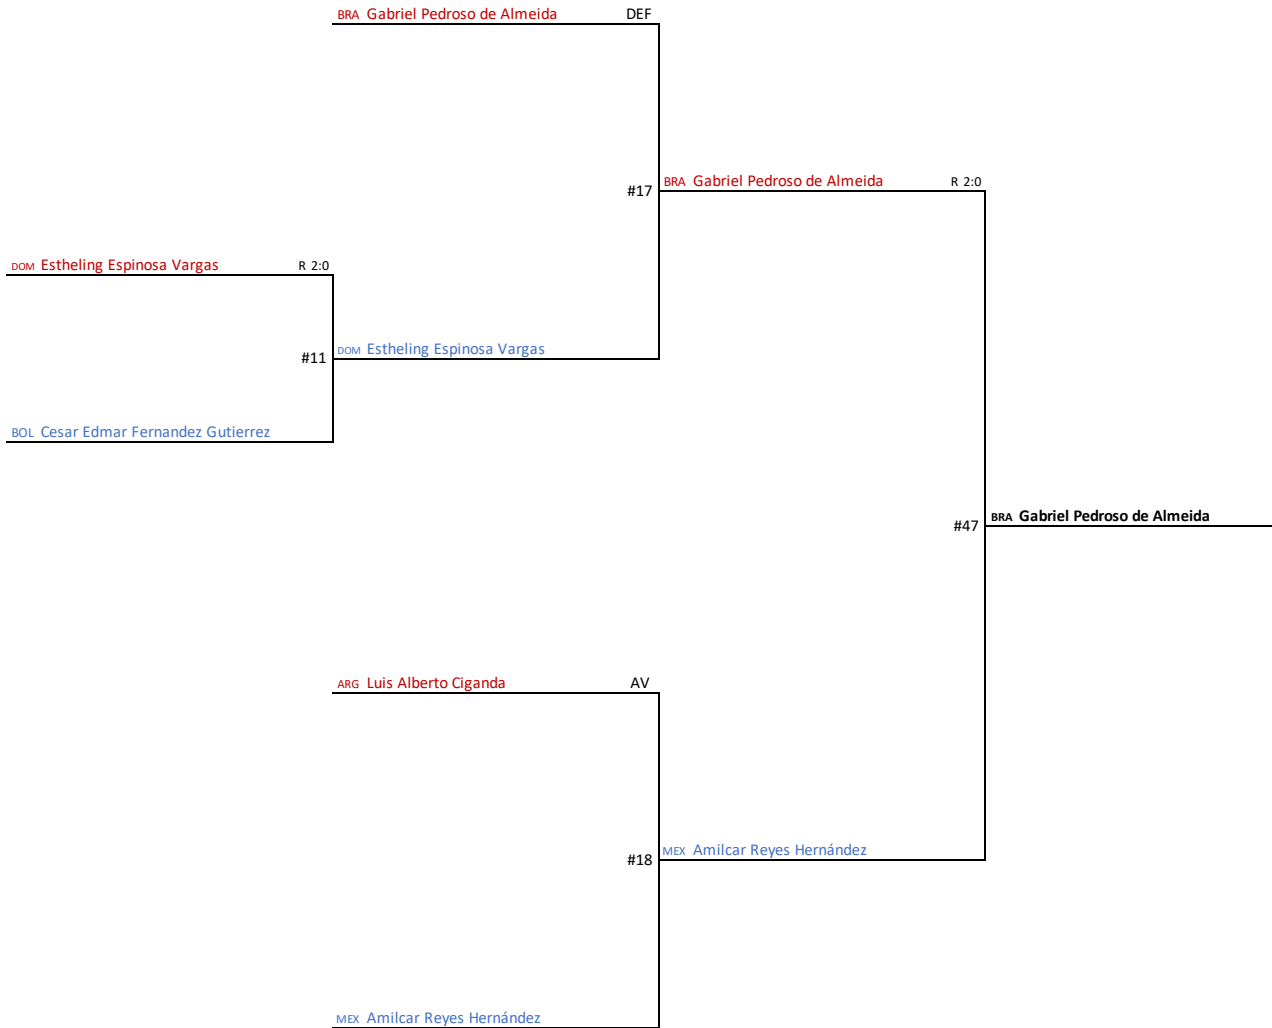 BRA Gabriel Pedroso de Almeida DEF
#17 BRA Gabriel Pedroso de Almeida R 2:0
DOM Estheling Espinosa Vargas R 2:0
#11 DOM Estheling Espinosa Vargas
BOL Cesar Edmar Fernandez Gutierrez
#47 BRA Gabriel Pedroso de Almeida
ARG Luis Alberto Ciganda AV
#18 MEX Amilcar Reyes Hernández
MEX Amilcar Reyes Hernández